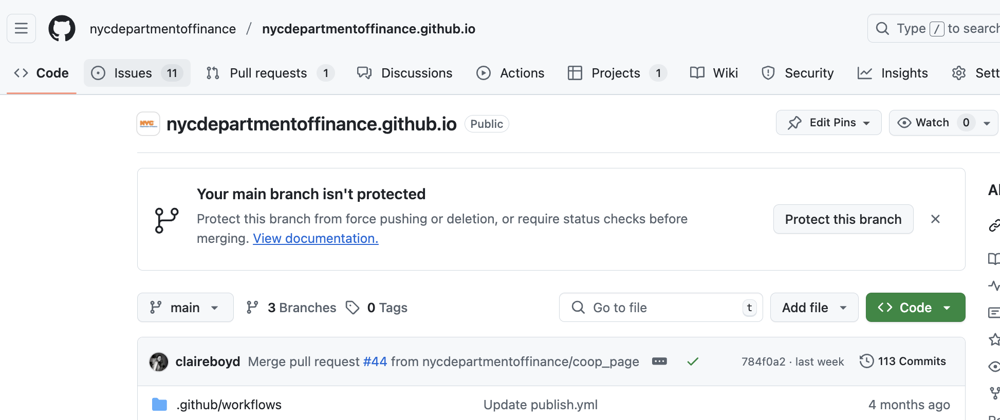 nycdepartmentoffinance / nycdepartmentoffinance.github.io
Type / to search
Code
Issues 11
Pull requests 1
Discussions
Actions
Projects 1
Wiki
Security
Insights
Sett
NYC
nycdepartmentoffinance.github.io
Public
Edit Pins
Watch 0
Your main branch isn't protected
Protect this branch from force pushing or deletion, or require status checks before
merging. View documentation.
Protect this branch
main
3 Branches
0 Tags
Go to file
t
Add file
Code
claireboyd Merge pull request #44 from nycdepartmentoffinance/coop_page
784f0a2 · last week
113 Commits
.github/workflows
Update publish.yml
4 months ago